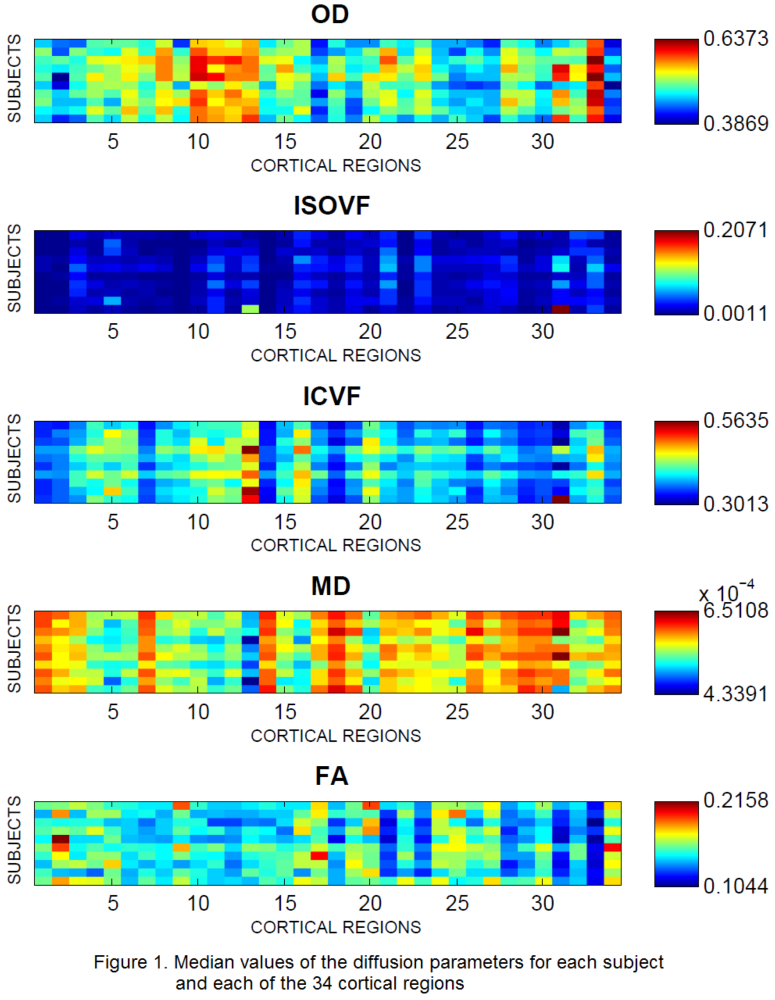 OD
SUBJECTS
0.6373
0.3869
5 10 15 20 25 30
CORTICAL REGIONS
ISOVF
SUBJECTS
0.2071
0.0011
5 10 15 20 25 30
CORTICAL REGIONS
ICVF
SUBJECTS
0.5635
0.3013
5 10 15 20 25 30
CORTICAL REGIONS
MD
x 10−4
SUBJECTS
6.5108
4.3391
5 10 15 20 25 30
CORTICAL REGIONS
FA
SUBJECTS
0.2158
0.1044
5 10 15 20 25 30
CORTICAL REGIONS
Figure 1. Median values of the diffusion parameters for each subject
and each of the 34 cortical regions